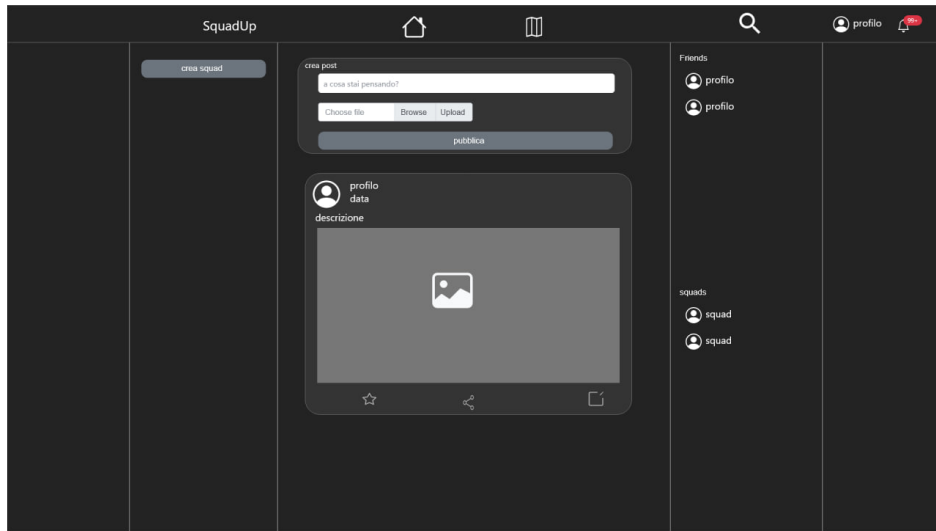 SquadUp
profilo
99+
crea squad
crea post
a cosa stai pensando?
Choose file Browse Upload
pubblica
profilo
data
descrizione
Friends
profilo
profilo
squads
squad
squad